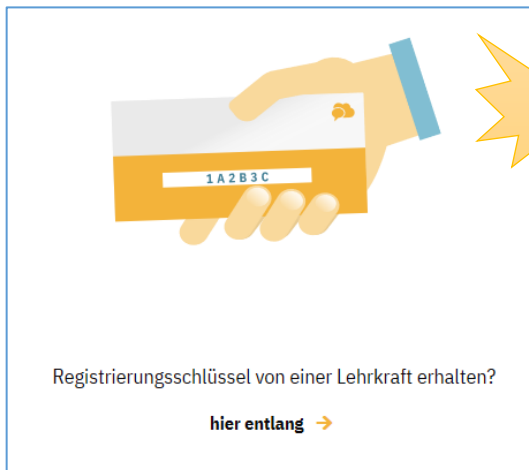 1A2B3C
Registrierungsschlüssel von einer Lehrkraft erhalten?
hier entlang →